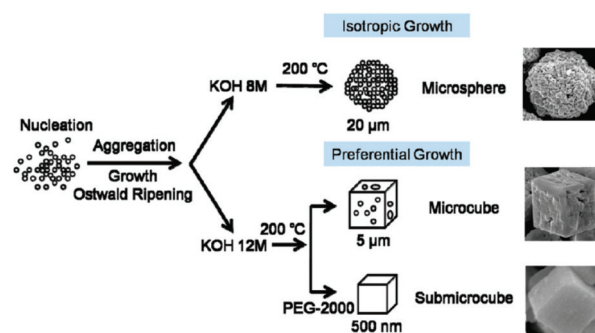 Isotropic Growth
200 °C
KOH 8M
Microsphere
20 μm
Nucleation
Aggregation
Growth
Ostwald Ripening
Preferential Growth
200 °C
KOH 12M
Microcube
5 μm
PEG-2000
Submicrocube
500 nm